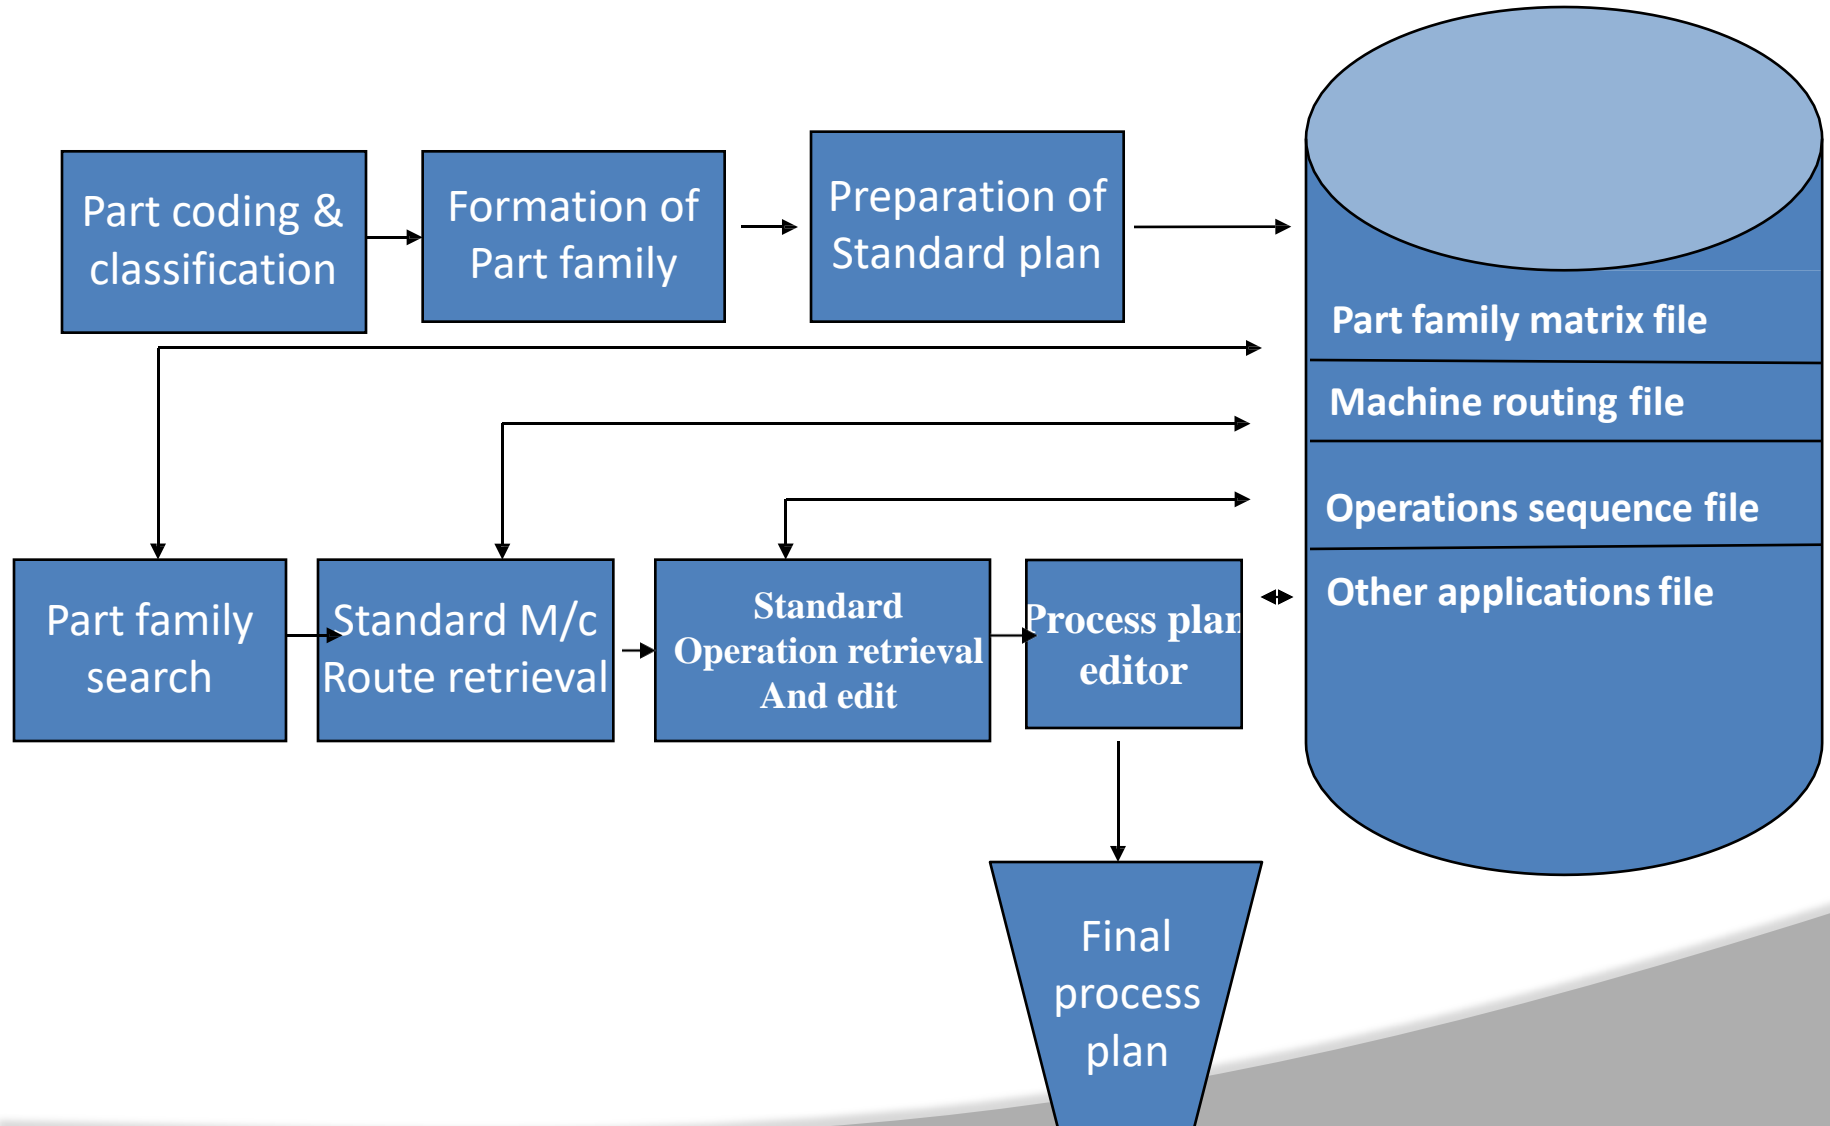 Part coding &
classification
Formation of
Part family
Preparation of
Standard plan
Part family matrix file
Machine routing file
Operations sequence file
Other applications file
Part family
search
Standard M/c
Route retrieval
Standard
Operation retrieval
And edit
Process plan
editor
Final
process
plan